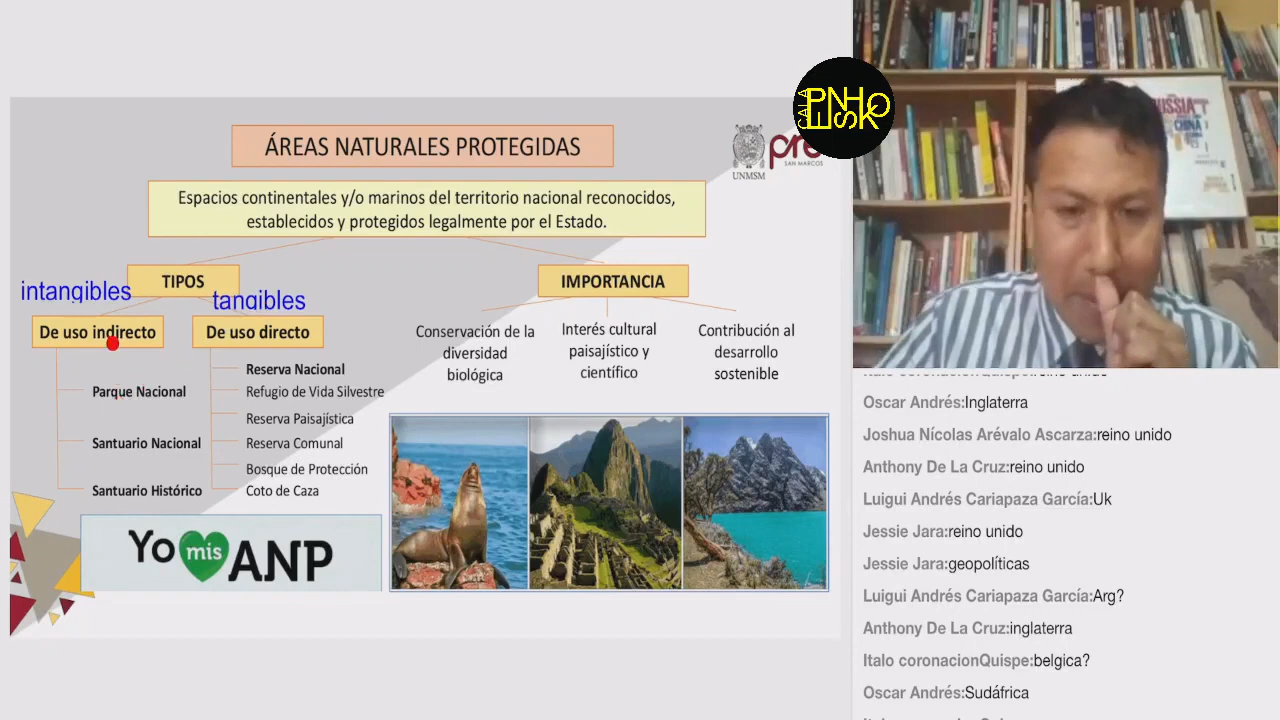 ÁREAS NATURALES PROTEGIDAS
UNMSM
SAN MARCOS
Espacios continentales y/o marinos del territorio nacional reconocidos,
establecidos y protegidos legalmente por el Estado.
TIPOS
IMPORTANCIA
intangibles
tangibles
De uso indirecto
De uso directo
Parque Nacional
Santuario Nacional
Santuario Histórico
Reserva Nacional
Refugio de Vida Silvestre
Reserva Paisajística
Reserva Comunal
Bosque de Protección
Coto de Caza
Conservación de la
diversidad
biológica
Interés cultural
paisajístico y
científico
Contribución al
desarrollo
sostenible
Yo mis ANP
RUSSIA
CHINA
Oscar Andrés:Inglaterra
Joshua Nícolas Arévalo Ascarza:reino unido
Anthony De La Cruz:reino unido
Luigui Andrés Cariapaza García:Uk
Jessie Jara:reino unido
Jessie Jara:geopolíticas
Luigui Andrés Cariapaza García:Arg?
Anthony De La Cruz:inglaterra
Italo coronacionQuispe:belgica?
Oscar Andrés:Sudáfrica